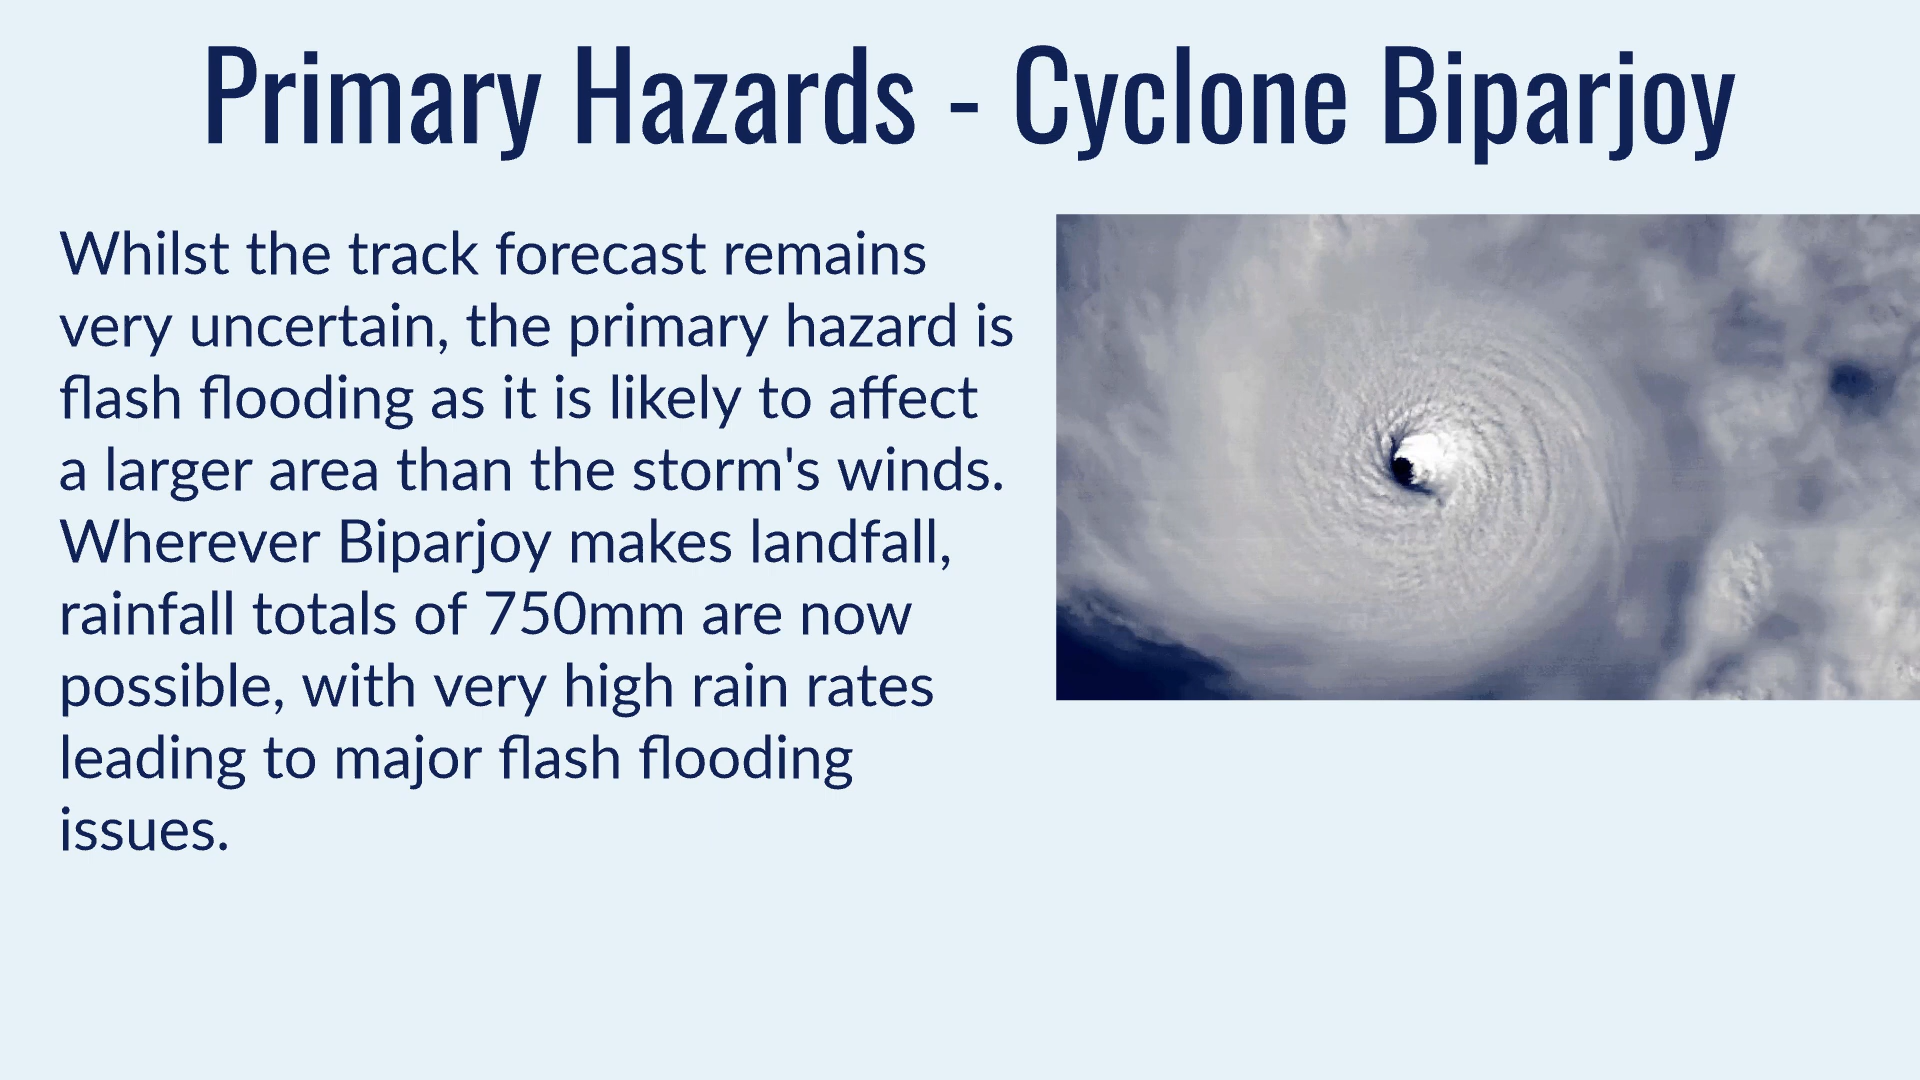 Primary Hazards - Cyclone Biparjoy
Whilst the track forecast remains
very uncertain, the primary hazard is
flash flooding as it is likely to affect
a larger area than the storm's winds.
Wherever Biparjoy makes landfall,
rainfall totals of 750mm are now
possible, with very high rain rates
leading to major flash flooding
issues.